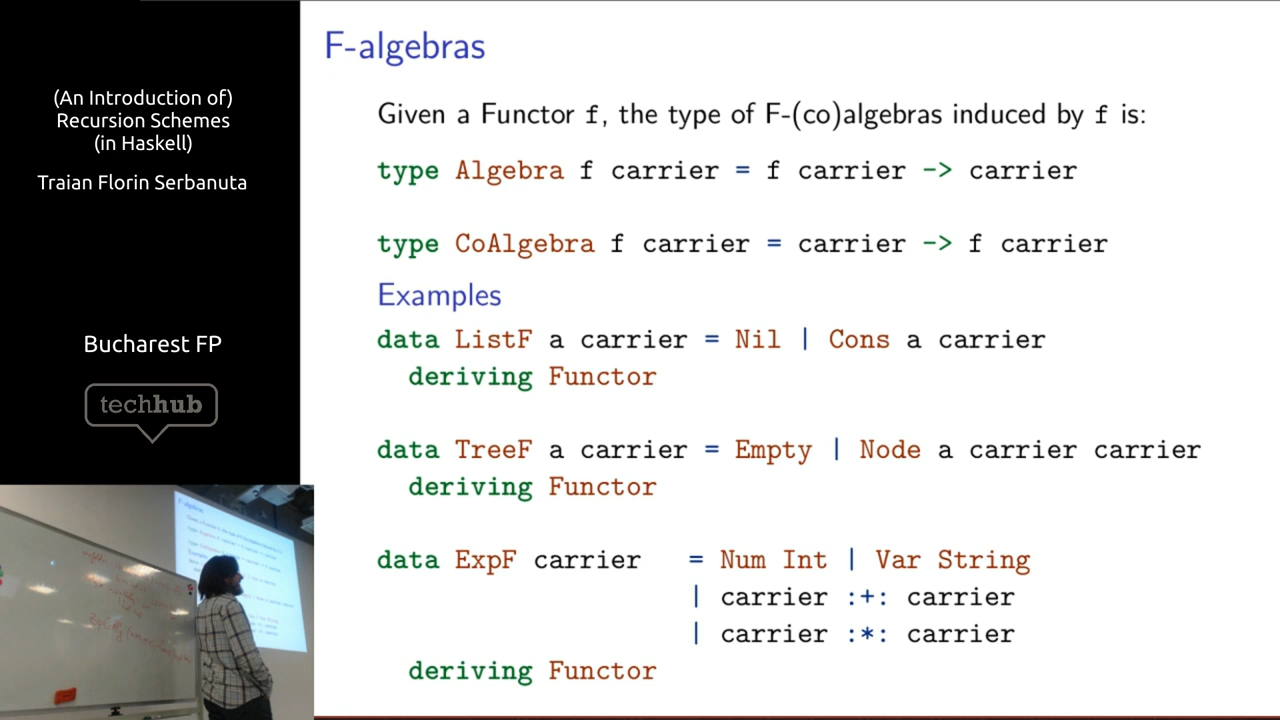 (An Introduction of)
Recursion Schemes
(in Haskell)
Traian Florin Serbanuta
Bucharest FP
techhub
F-algebras
Given a Functor f, the type of F-(co)algebras induced by f is:
type Algebra f carrier = f carrier -> carrier
type CoAlgebra f carrier = carrier -> f carrier
Examples
data ListF a carrier = Nil | Cons a carrier
deriving Functor
data TreeF a carrier = Empty | Node a carrier carrier
deriving Functor
data ExpF carrier = Num Int | Var String
| carrier :+: carrier
| carrier :*: carrier
deriving Functor
F-algebras